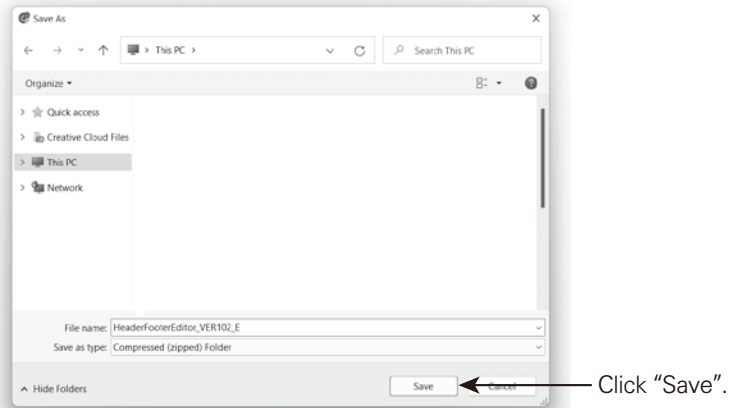 Save As
This PC
Search This PC
Organize
Quick access
Creative Cloud Files
This PC
Network
File name: HeaderFooterEditor_VER102_E
Save as type: Compressed (zipped) Folder
Hide Folders
Save
Cancel
Click “Save”.